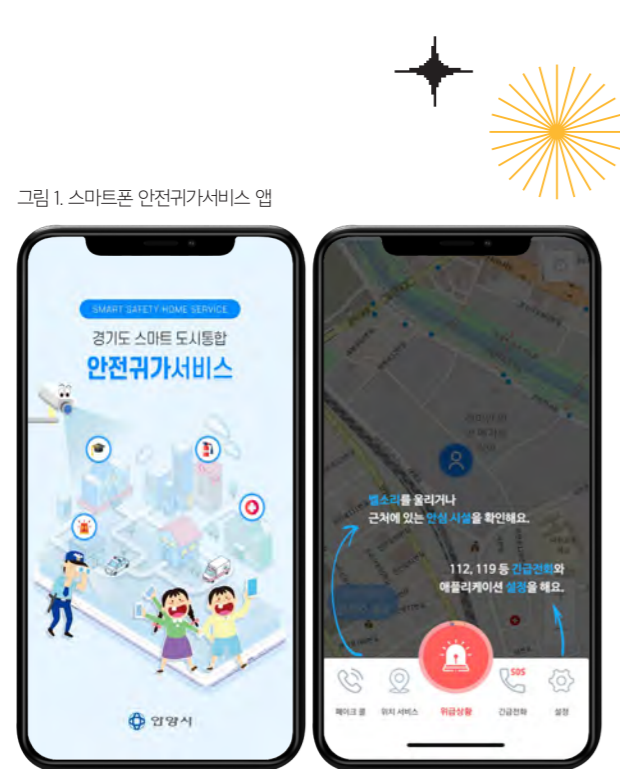 그림 1. 스마트폰 안전귀가서비스 앱
SMART SAFETY HOME SERVICE
경기도 스마트 도시통합
안전귀가서비스
안양시
벨소리를 울리거나
근처에 있는 안심 시설을 확인해요.
112, 119 등 긴급전화와
애플리케이션 설정을 해요.
SOS
페이크 콜
위치 서비스
위급상황
긴급전화
설정